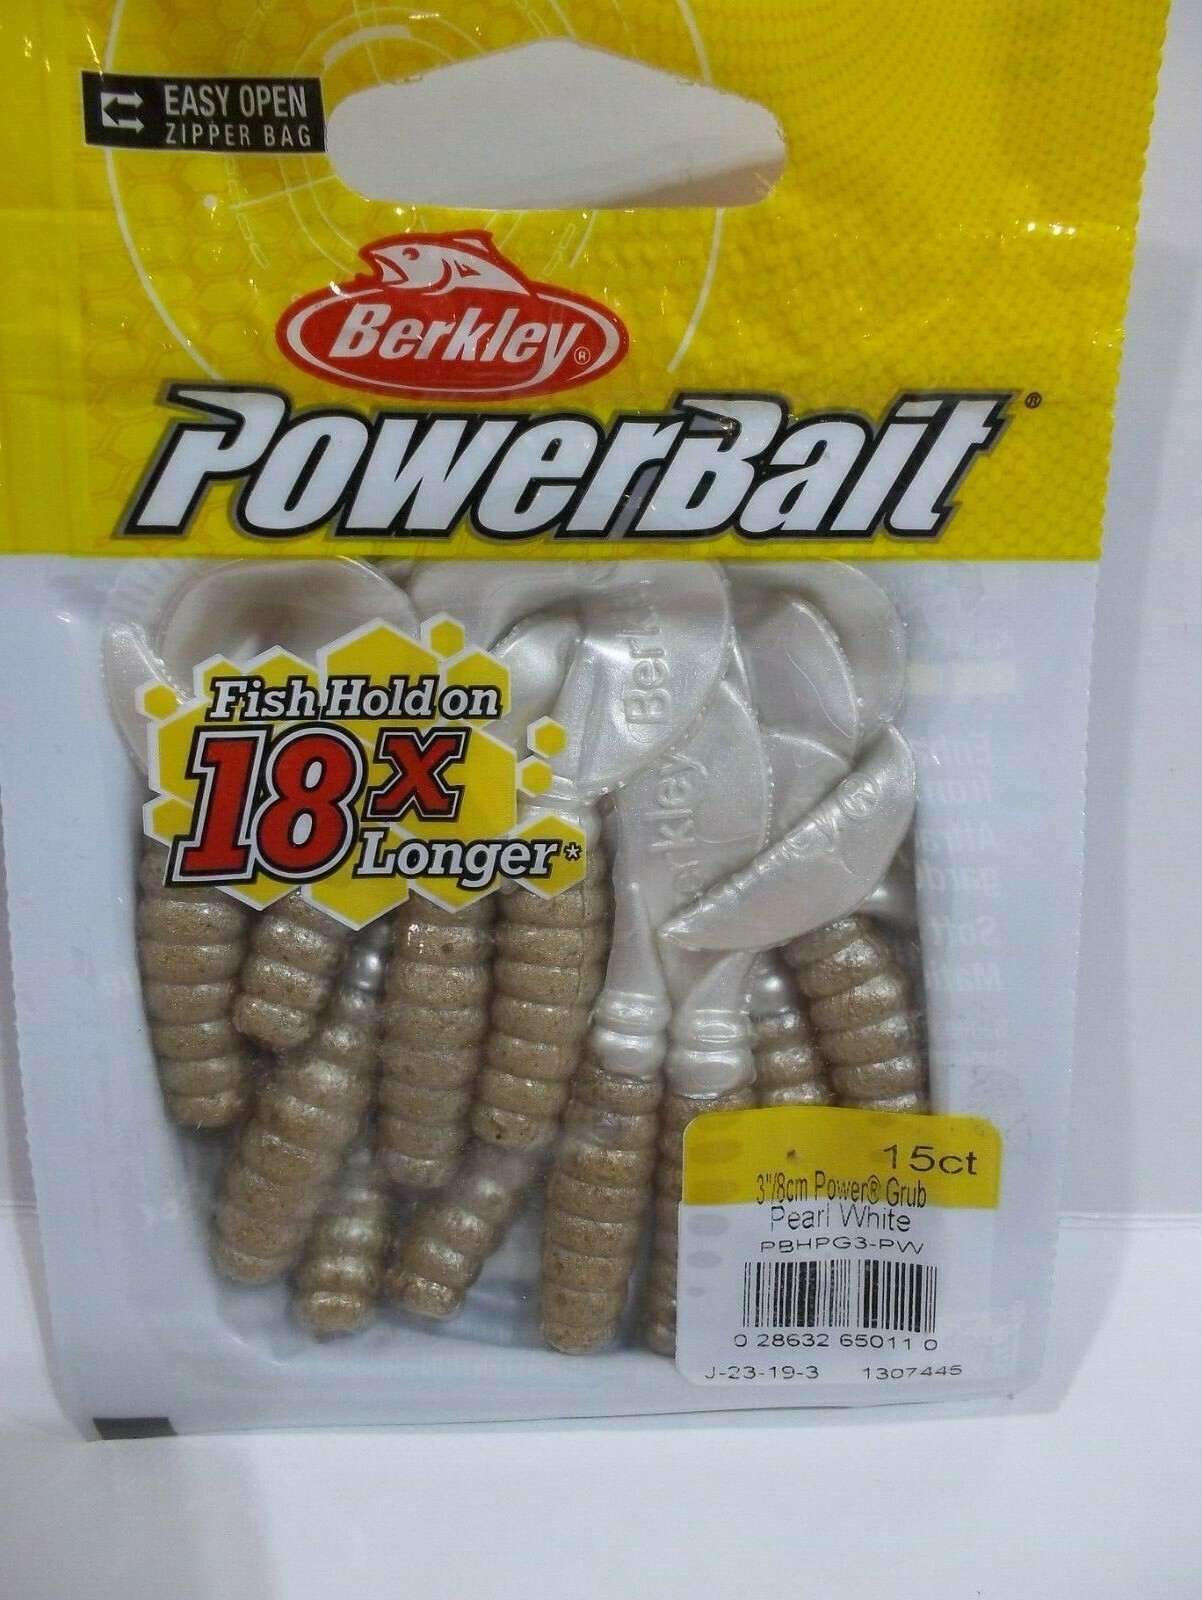 EASY OPEN
ZIPPER BAG
Berkley®
PowerBait®
Berk
Berkley
®
Fish Hold on
18x
Longer*
15ct
3"/8cm Power® Grub
Pearl White
PBHPG3-PW
0 28632 65011 0
J-23-19-3 1307445